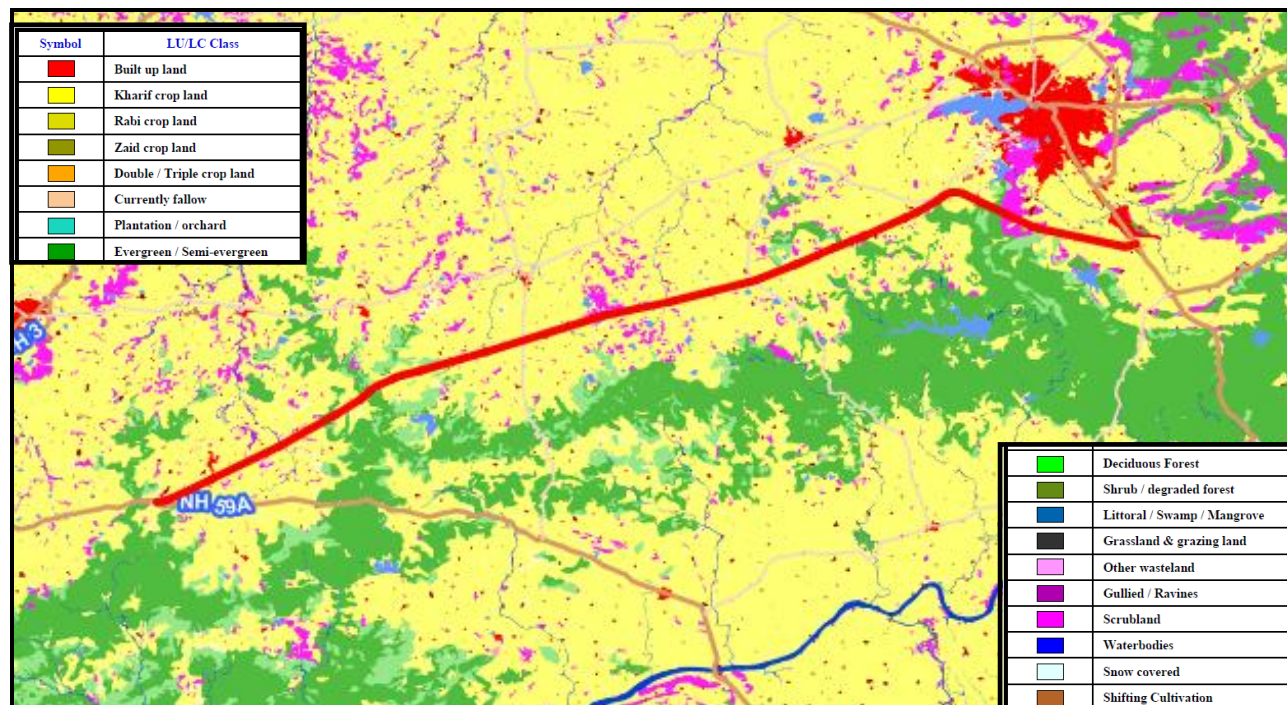 Symbol LU/LC Class
Built up land
Kharif crop land
Rabi crop land
Zaid crop land
Double / Triple crop land
Currently fallow
Plantation / orchard
Evergreen / Semi-evergreen
H 3
NH 59A
Deciduous Forest
Shrub / degraded forest
Littoral / Swamp / Mangrove
Grassland & grazing land
Other wasteland
Gullied / Ravines
Scrubland
Waterbodies
Snow covered
Shifting Cultivation